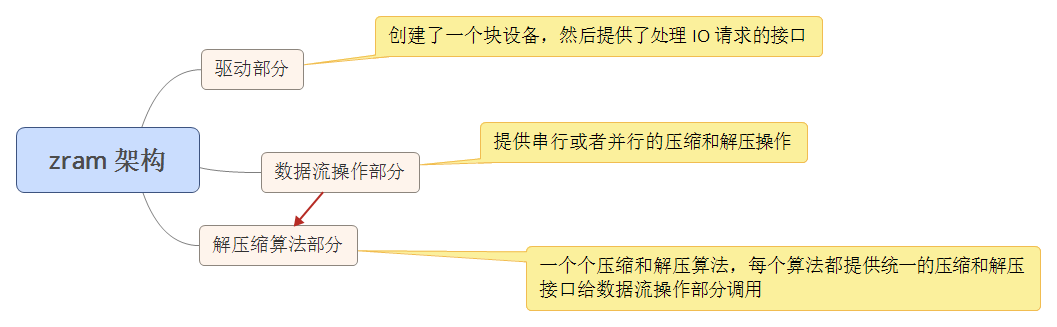 创建了一个块设备，然后提供了处理 IO 请求的接口
驱动部分
提供串行或者并行的压缩和解压操作
zram 架构
数据流操作部分
解压缩算法部分
一个个压缩和解压算法，每个算法都提供统一的压缩和解压
接口给数据流操作部分调用